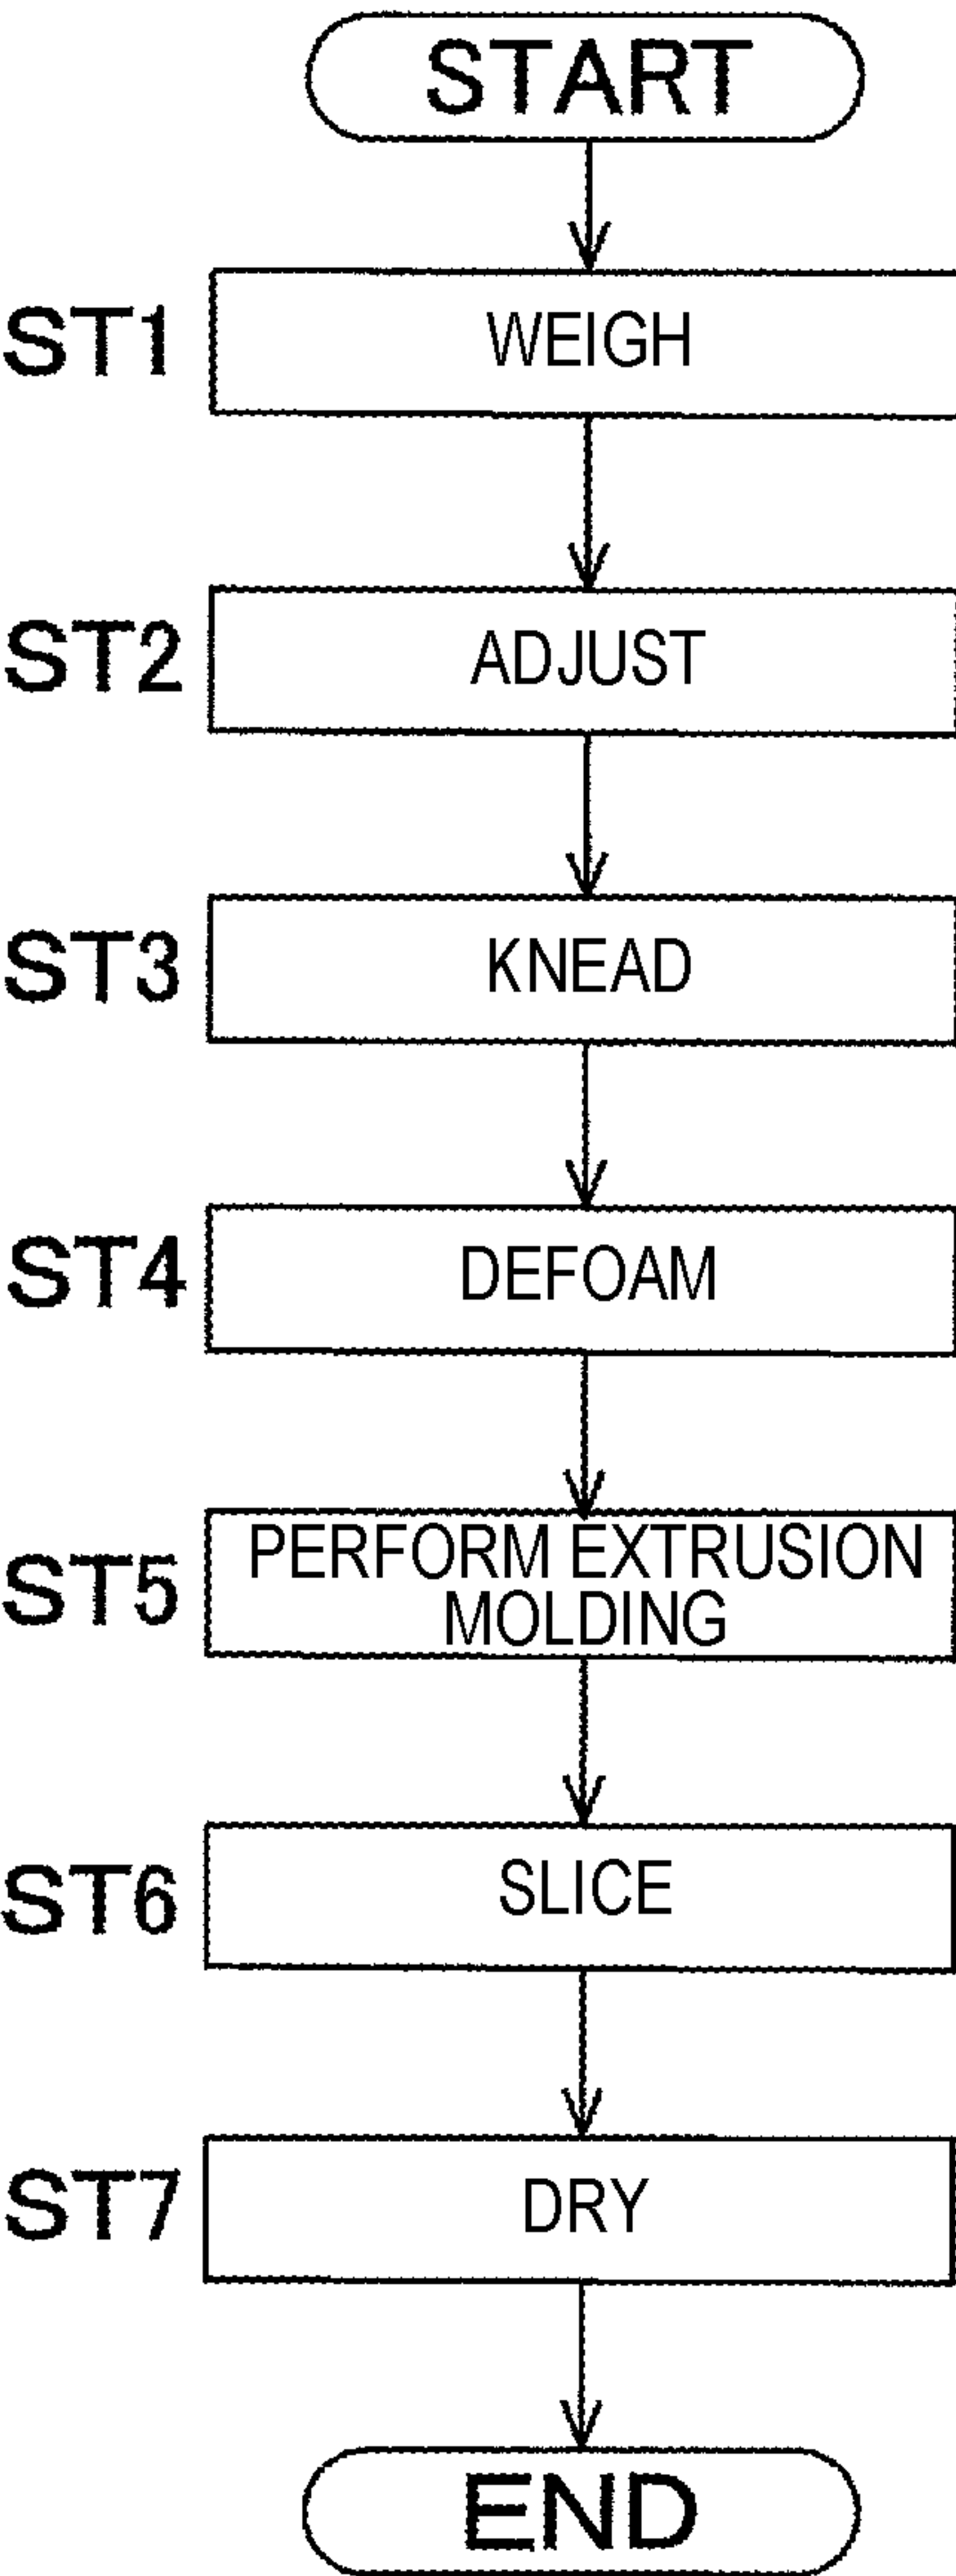 START
ST1
WEIGH
ST2
ADJUST
ST3
KNEAD
ST4
DEFOAM
ST5
PERFORM EXTRUSION
MOLDING
ST6
SLICE
ST7
DRY
END